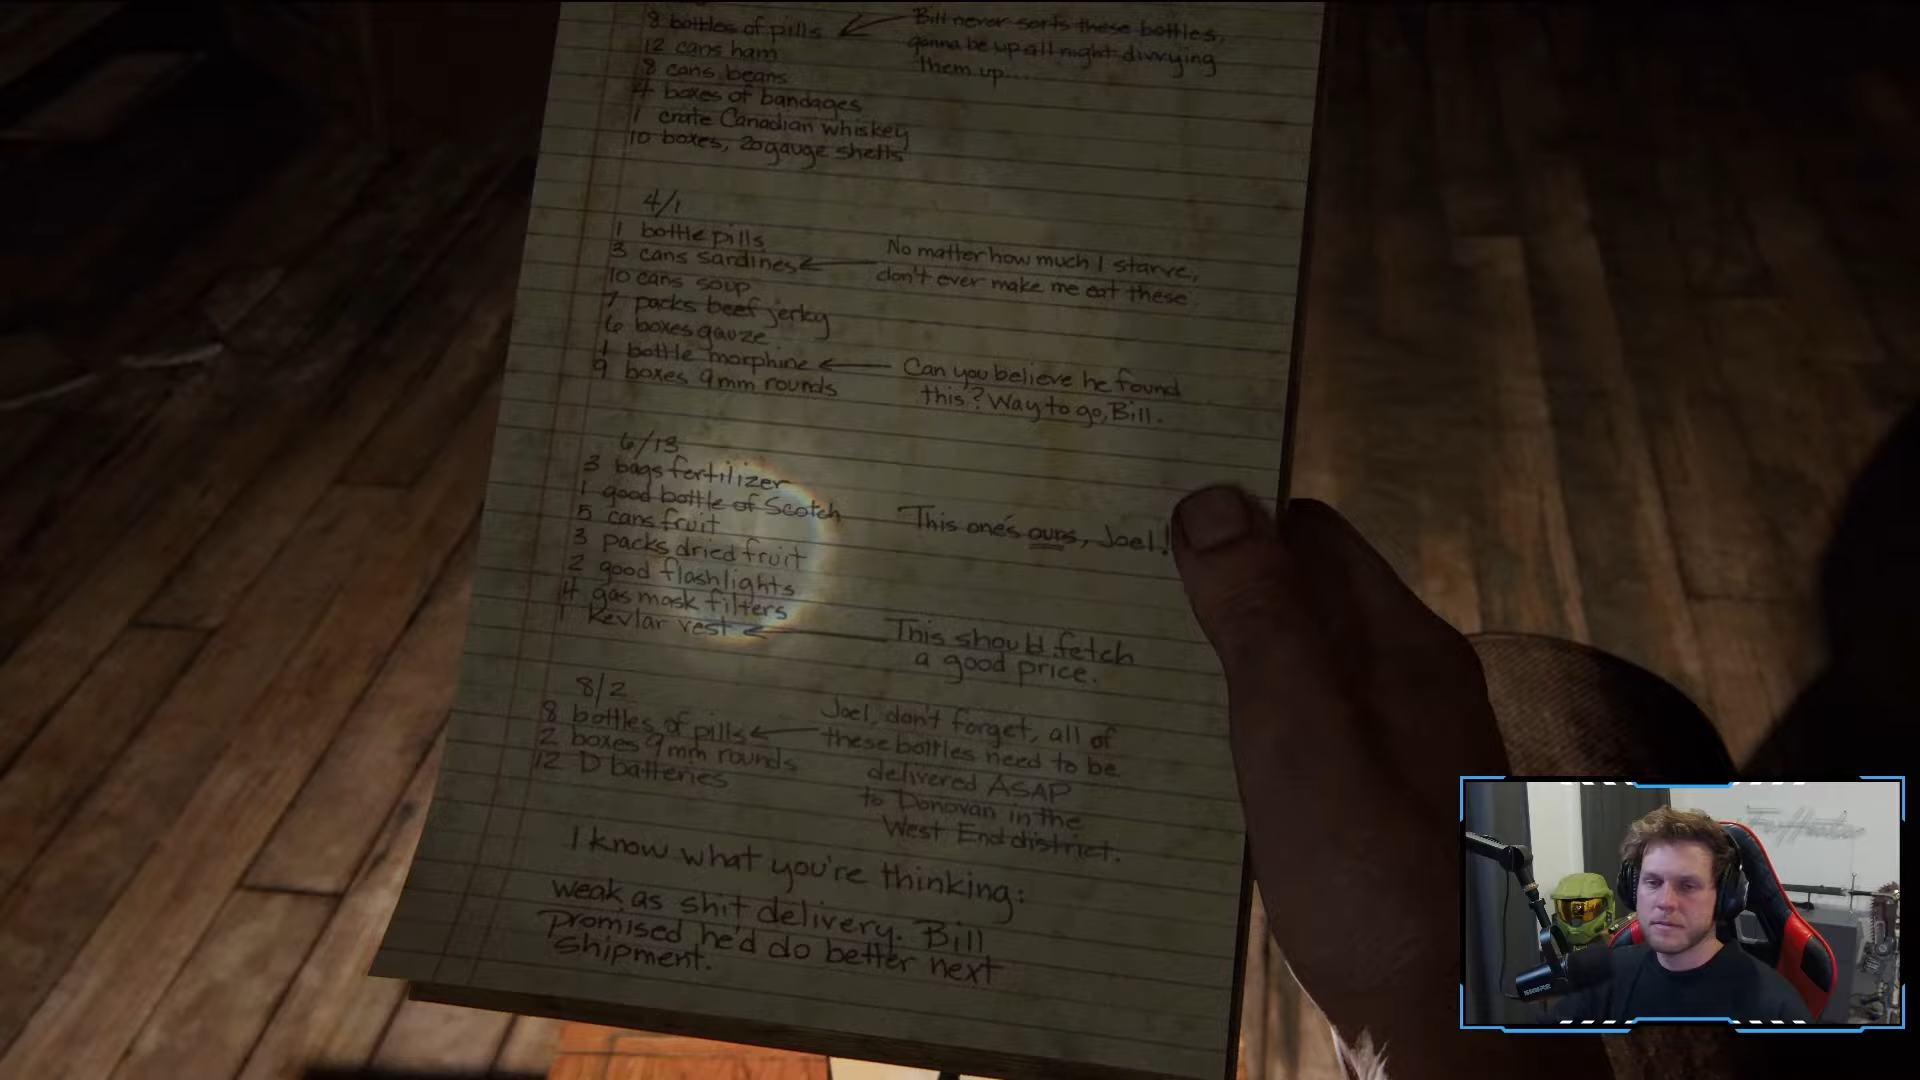 8 bottles of pills
Bill never sorts these bottles,
gonna be up all night divvying
them up...
12 cans ham
8 cans beans
4 boxes of bandages
1 crate Canadian whiskey
10 boxes, 20 gauge shells
4/1
1 bottle pills
3 cans sardines
No matter how much I starve,
don't ever make me eat these
10 cans soup
7 packs beef jerky
6 boxes gauze
1 bottle morphine
Can you believe he found
this? Way to go, Bill.
9 boxes 9mm rounds
6/13
3 bags fertilizer
1 good bottle of Scotch
This one's ours, Joel!
5 cans fruit
3 packs dried fruit
2 good flashlights
4 gas mask filters
1 Kevlar vest
This should fetch
a good price.
8/2
8 bottles of pills
Joel, don't forget, all of
these bottles need to be
delivered ASAP
to Donovan in the
West End district.
2 boxes 9mm rounds
12 D batteries
I know what you're thinking:
weak as shit delivery. Bill
promised he'd do better next
shipment.
SHURE